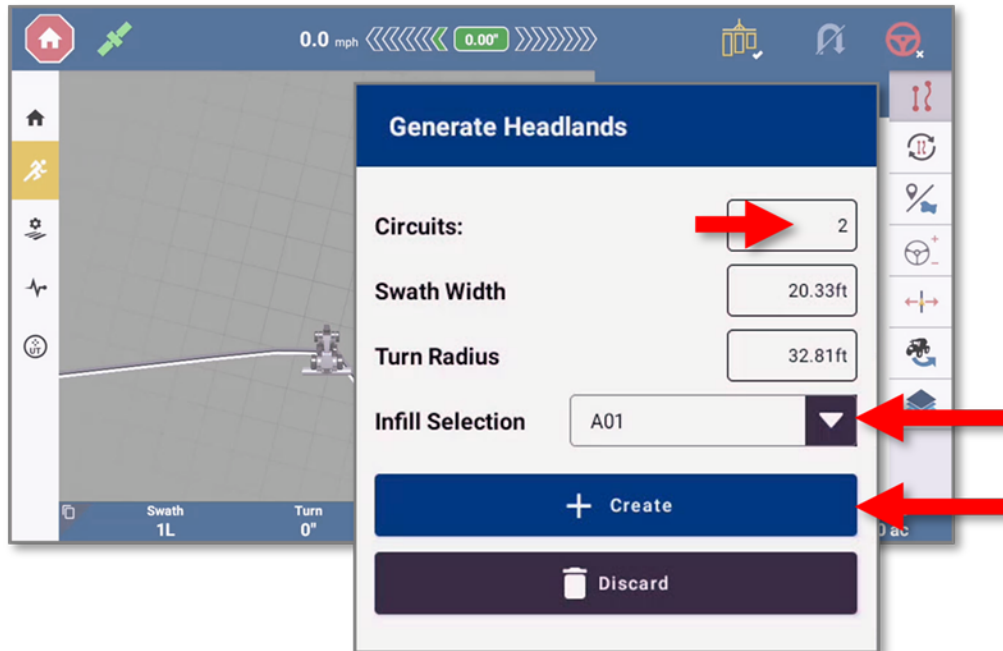 0.0 mph 0.00"
Generate Headlands
Circuits: 2
Swath Width 20.33ft
Turn Radius 32.81ft
Infill Selection A01
+ Create
Discard
UT
Swath
1L
Turn
0"
ac